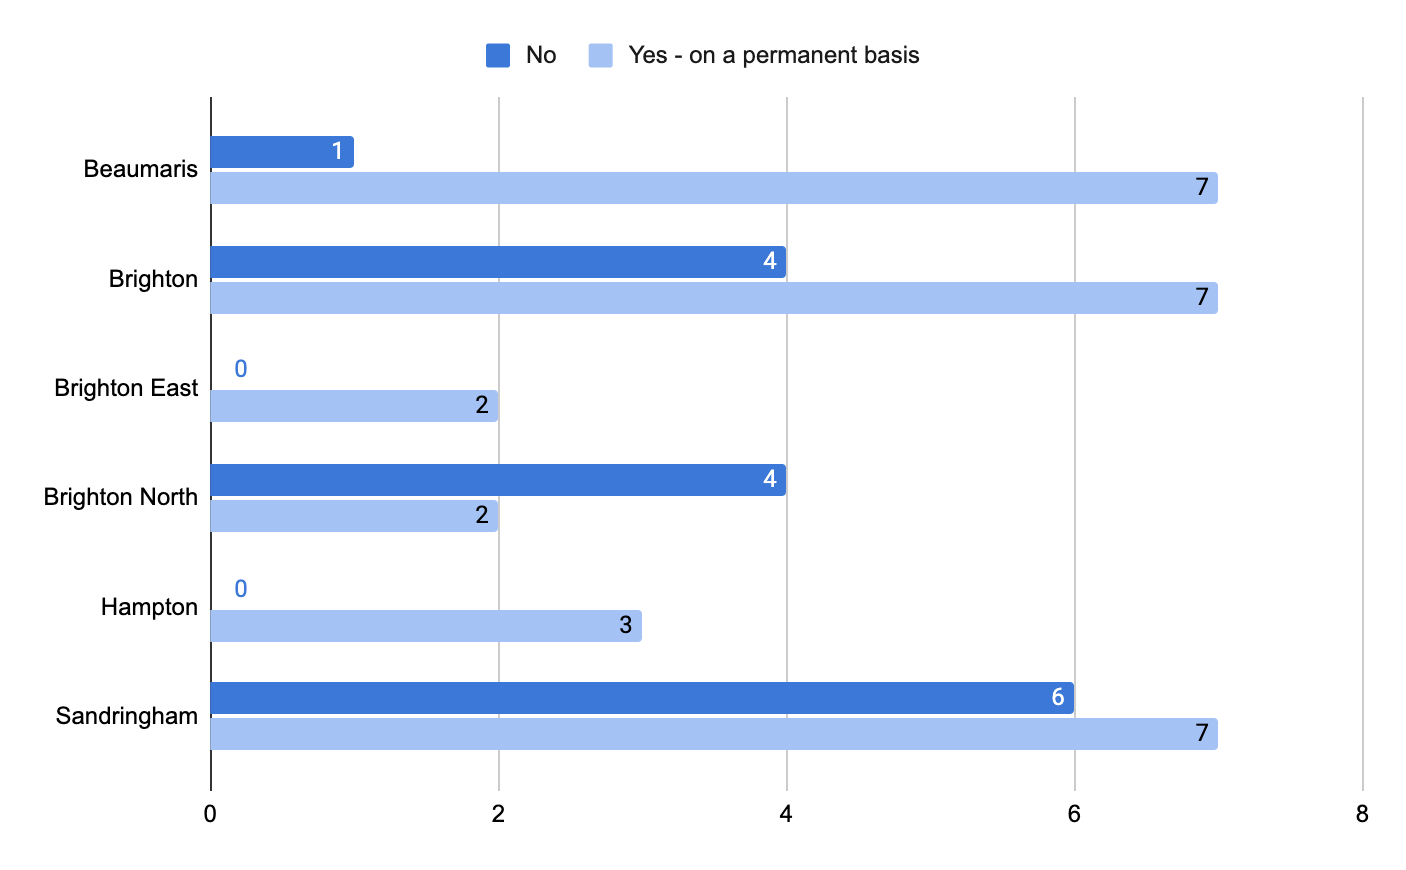 No Yes - on a permanent basis
1
Beaumaris
7
4
Brighton
7
0
Brighton East
2
4
Brighton North
2
0
Hampton
3
6
Sandringham
7
0 2 4 6 8